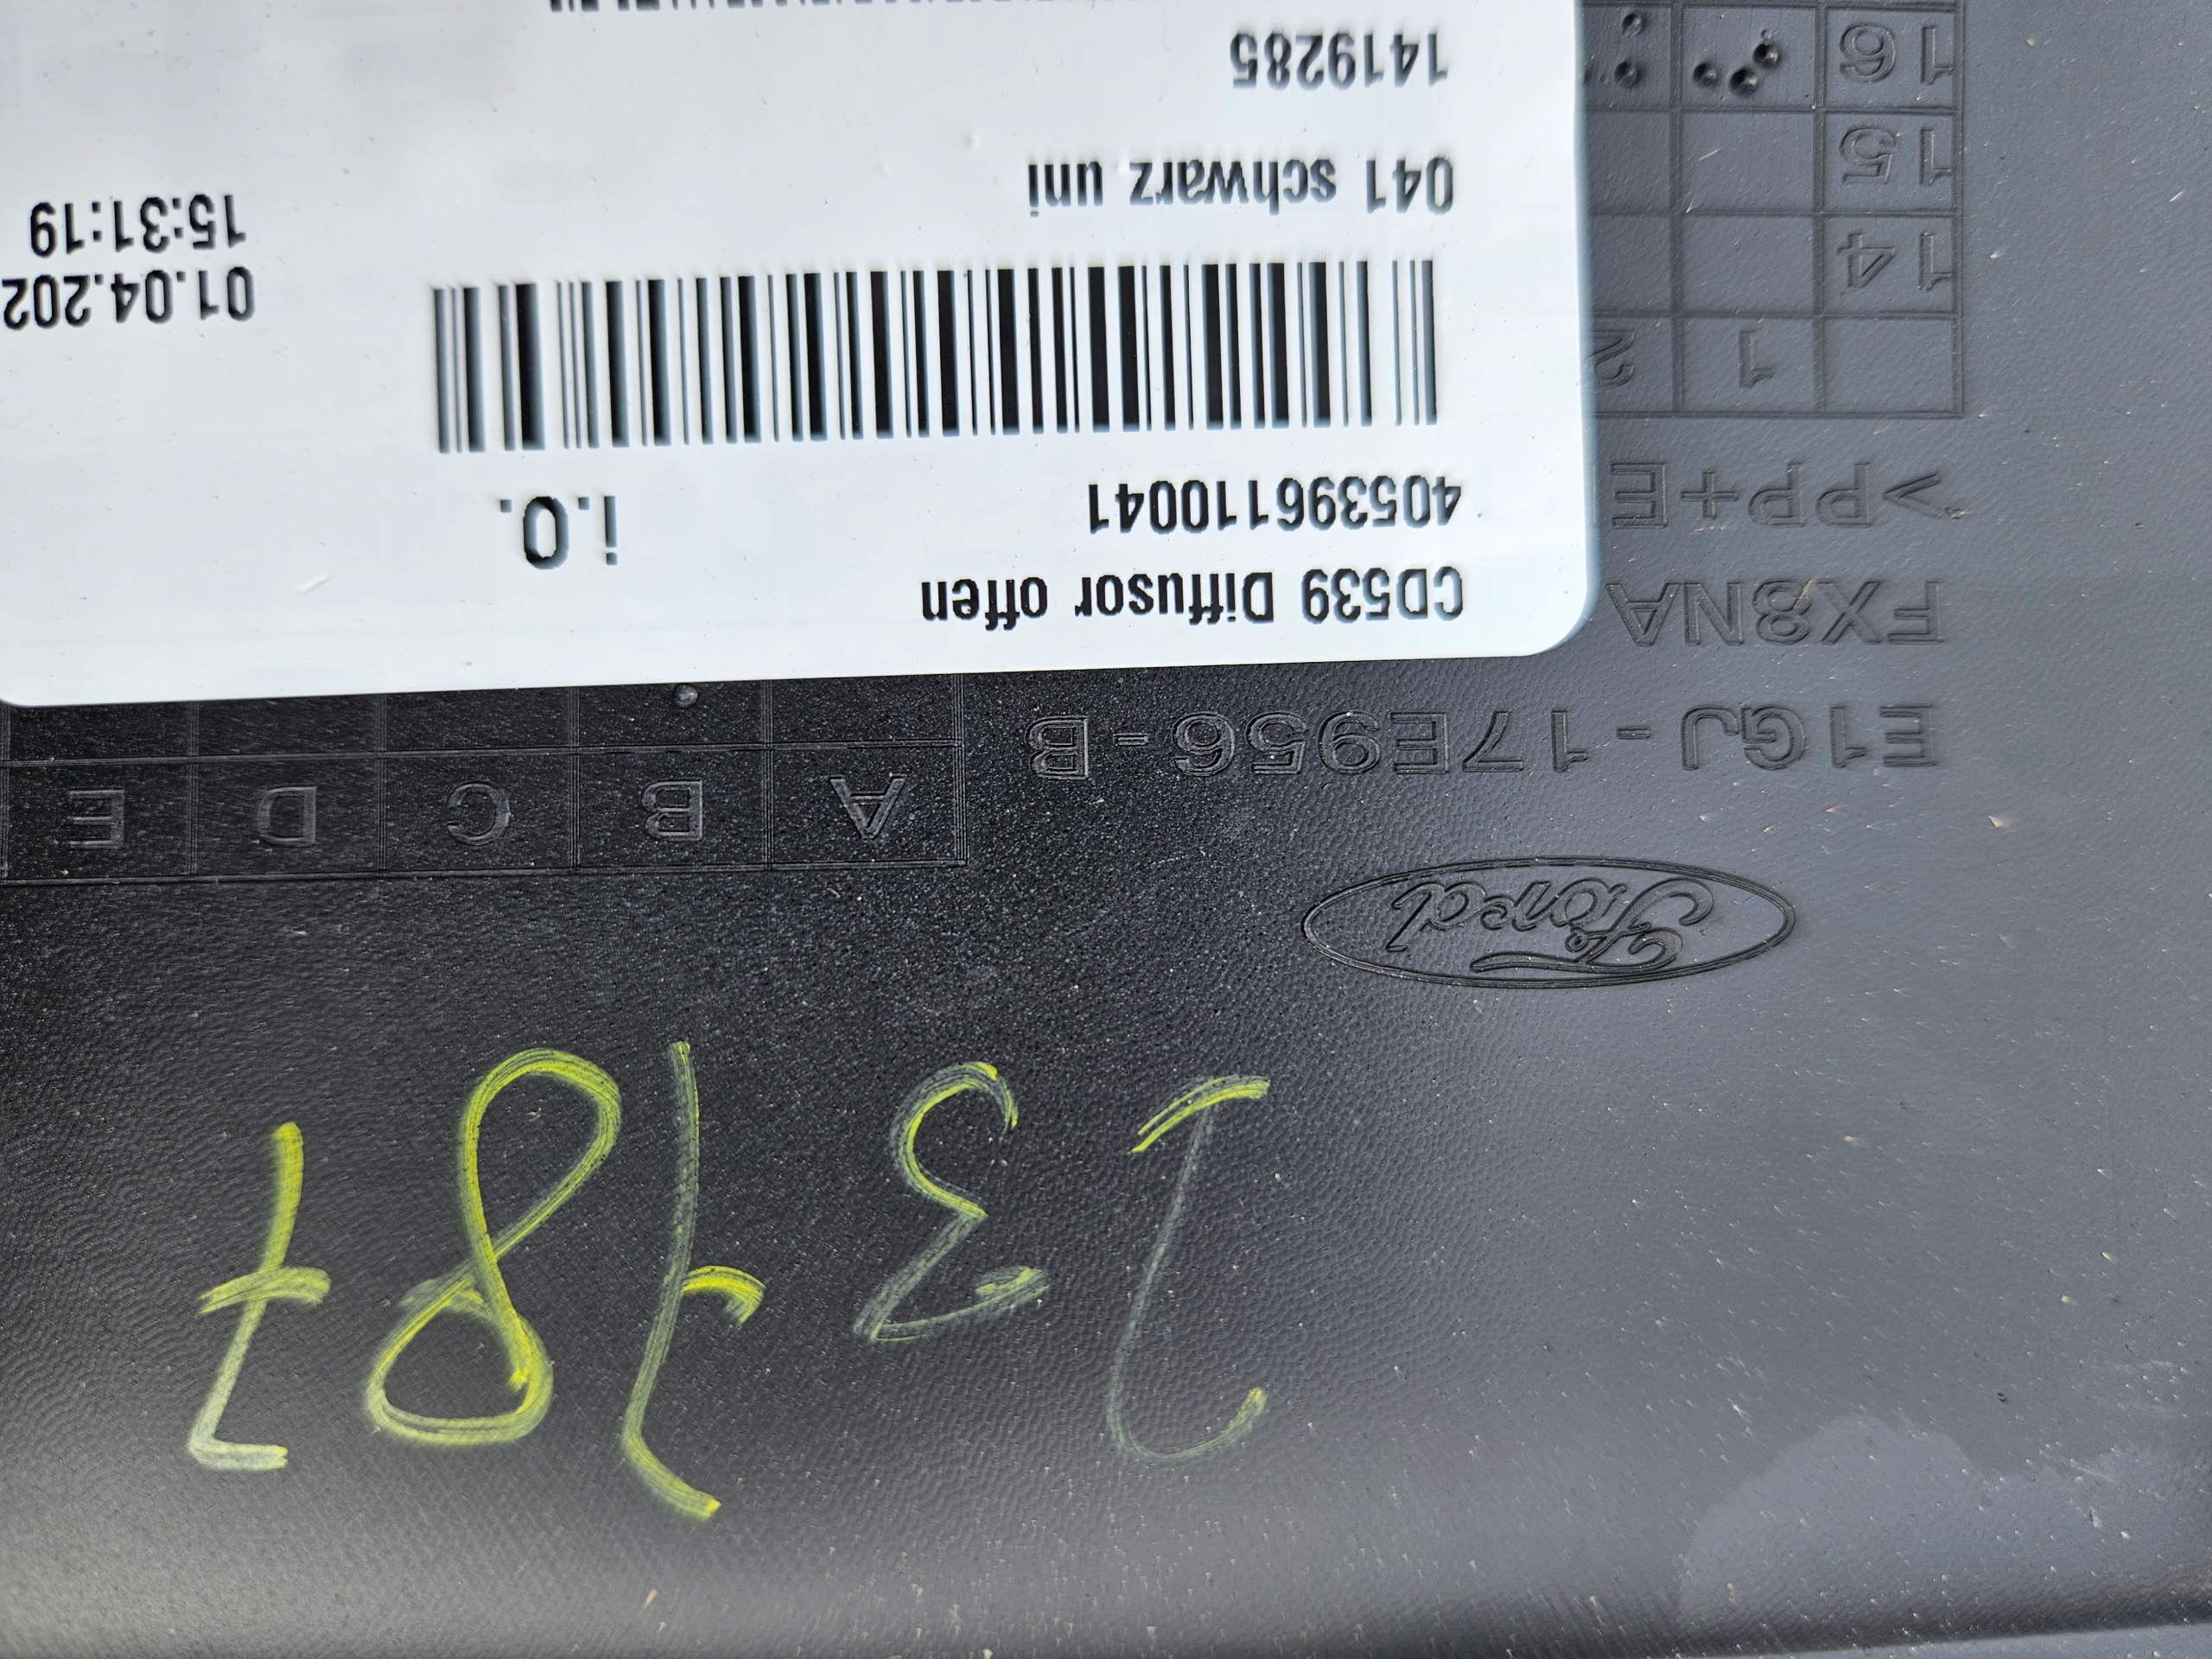 23787
Ford
E1GJ-17E956-B
A B C D E
FX8NA
>PP+E
1 2
14
15
16
CD539 Diffusor offen
405396110041 i.O.
01.04.202
15:31:19
041 schwarz uni
1419285